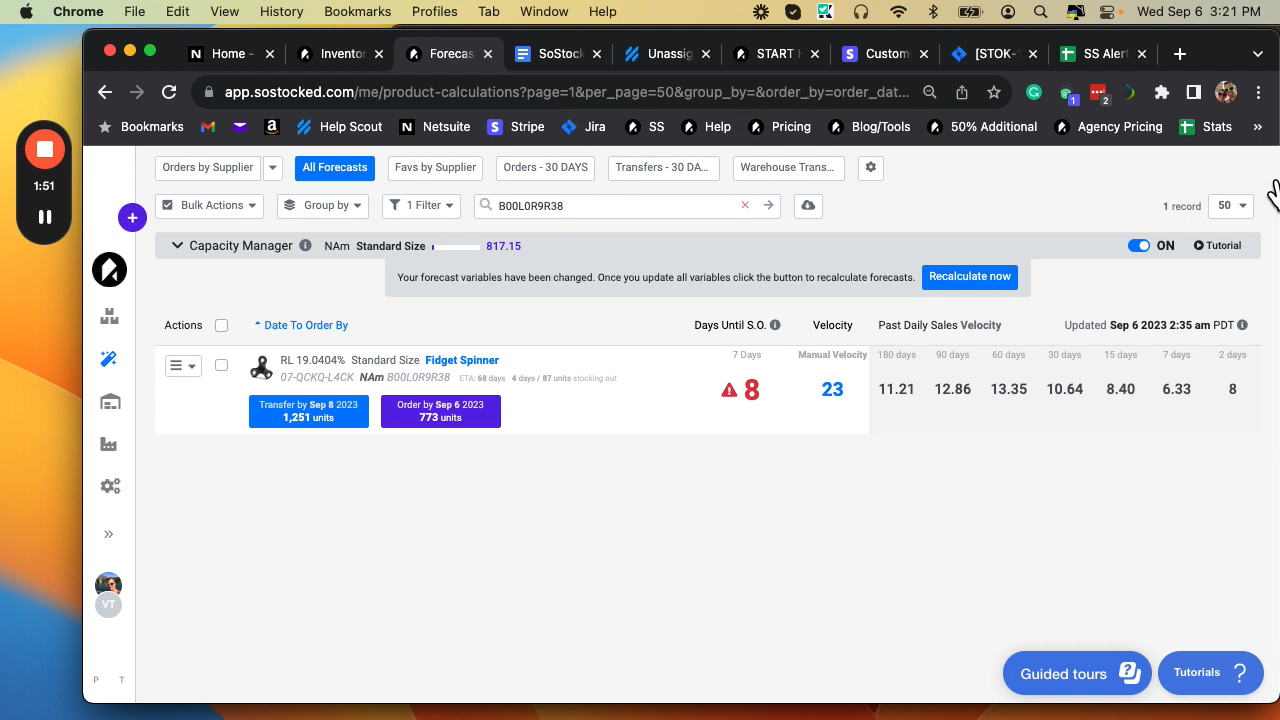 Chrome File Edit View History Bookmarks Profiles Tab Window Help Wed Sep 6 3:21 PM
Home - Inventor Forecas SoStock Unassig START H Custom [STOK- SS Alert
app.sostocked.com/me/product-calculations?page=1&per_page=50&group_by=&order_by=order_dat...
1 2
Bookmarks Help Scout Netsuite Stripe Jira SS Help Pricing Blog/Tools 50% Additional Agency Pricing Stats »
1:51
Orders by Supplier All Forecasts Favs by Supplier Orders - 30 DAYS Transfers - 30 DA... Warehouse Trans...
Bulk Actions Group by 1 Filter B00L0R9R38 1 record 50
Capacity Manager NAm Standard Size 817.15 ON Tutorial
Your forecast variables have been changed. Once you update all variables click the button to recalculate forecasts. Recalculate now
Actions Date To Order By Days Until S.O. Velocity Past Daily Sales Velocity Updated Sep 6 2023 2:35 am PDT
7 Days Manual Velocity 180 days 90 days 60 days 30 days 15 days 7 days 2 days
RL 19.0404% Standard Size Fidget Spinner
07-QCKQ-L4CK NAm B00L0R9R38 ETA: 68 days 4 days / 87 units stocking out
8 23 11.21 12.86 13.35 10.64 8.40 6.33 8
Transfer by Sep 8 2023
1,251 units
Order by Sep 6 2023
773 units
VT
P T
Guided tours ? Tutorials ?